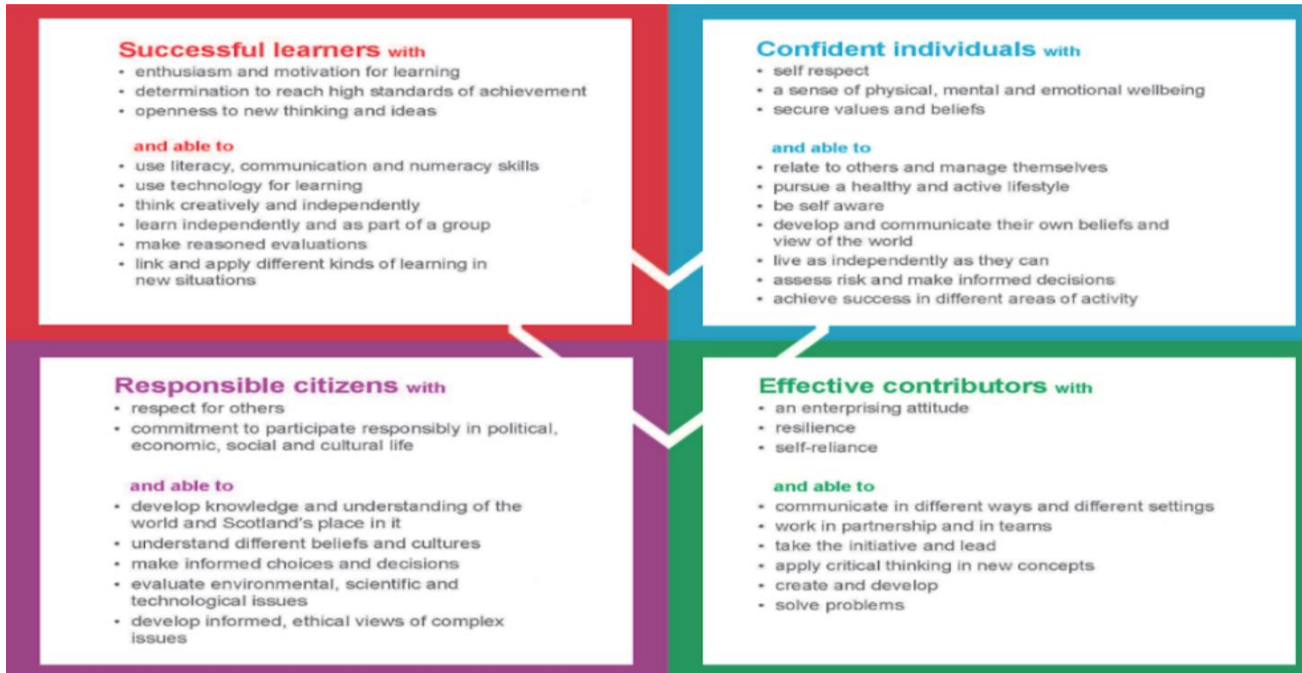 Successful learners with
• enthusiasm and motivation for learning
• determination to reach high standards of achievement
• openness to new thinking and ideas
and able to
• use literacy, communication and numeracy skills
• use technology for learning
• think creatively and independently
• learn independently and as part of a group
• make reasoned evaluations
• link and apply different kinds of learning in
new situations
Confident individuals with
• self respect
• a sense of physical, mental and emotional wellbeing
• secure values and beliefs
and able to
• relate to others and manage themselves
• pursue a healthy and active lifestyle
• be self aware
• develop and communicate their own beliefs and
view of the world
• live as independently as they can
• assess risk and make informed decisions
• achieve success in different areas of activity
Responsible citizens with
• respect for others
• commitment to participate responsibly in political,
economic, social and cultural life
and able to
• develop knowledge and understanding of the
world and Scotland's place in it
• understand different beliefs and cultures
• make informed choices and decisions
• evaluate environmental, scientific and
technological issues
• develop informed, ethical views of complex
issues
Effective contributors with
• an enterprising attitude
• resilience
• self-reliance
and able to
• communicate in different ways and different settings
• work in partnership and in teams
• take the initiative and lead
• apply critical thinking in new concepts
• create and develop
• solve problems